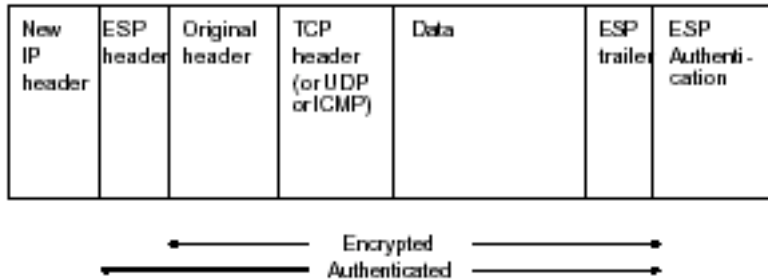 New
IP
header
ESP
header
Original
header
TCP
header
(or UDP
or ICMP)
Data
ESP
trailer
ESP
Authenti-
cation
Encrypted
Authenticated